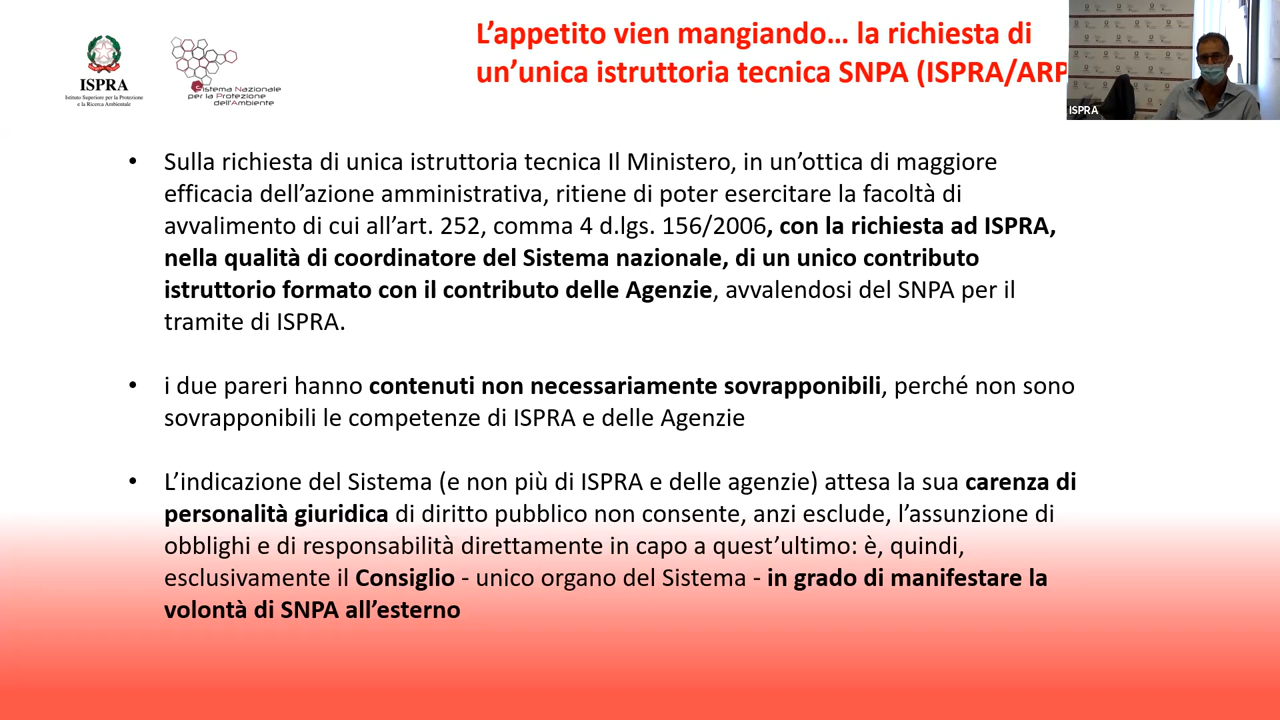 L’appetito vien mangiando… la richiesta di
un’unica istruttoria tecnica SNPA (ISPRA/ARP
ISPRA
Istituto Superiore per la Protezione
e la Ricerca Ambientale
Sistema Nazionale
per la Protezione
dell'Ambiente
ISPRA
• Sulla richiesta di unica istruttoria tecnica Il Ministero, in un’ottica di maggiore
efficacia dell’azione amministrativa, ritiene di poter esercitare la facoltà di
avvalimento di cui all’art. 252, comma 4 d.lgs. 156/2006, con la richiesta ad ISPRA,
nella qualità di coordinatore del Sistema nazionale, di un unico contributo
istruttorio formato con il contributo delle Agenzie, avvalendosi del SNPA per il
tramite di ISPRA.
• i due pareri hanno contenuti non necessariamente sovrapponibili, perché non sono
sovrapponibili le competenze di ISPRA e delle Agenzie
• L’indicazione del Sistema (e non più di ISPRA e delle agenzie) attesa la sua carenza di
personalità giuridica di diritto pubblico non consente, anzi esclude, l’assunzione di
obblighi e di responsabilità direttamente in capo a quest’ultimo: è, quindi,
esclusivamente il Consiglio - unico organo del Sistema - in grado di manifestare la
volontà di SNPA all’esterno